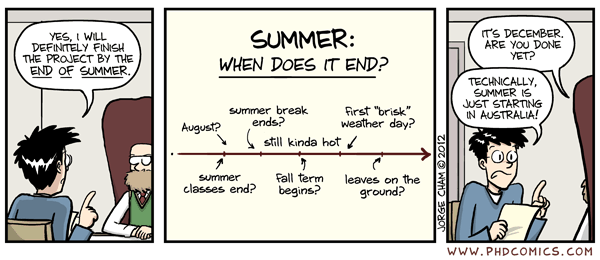 YES, I WILL
DEFINITELY FINISH
THE PROJECT BY THE
END OF SUMMER.
SUMMER:
WHEN DOES IT END?
August?
summer break
ends?
still kinda hot
first "brisk"
weather day?
summer
classes end?
Fall term
begins?
leaves on the
ground?
JORGE CHAM © 2012
IT'S DECEMBER.
ARE YOU DONE
YET?
TECHNICALLY,
SUMMER IS
JUST STARTING
IN AUSTRALIA!
WWW.PHDCOMICS.COM